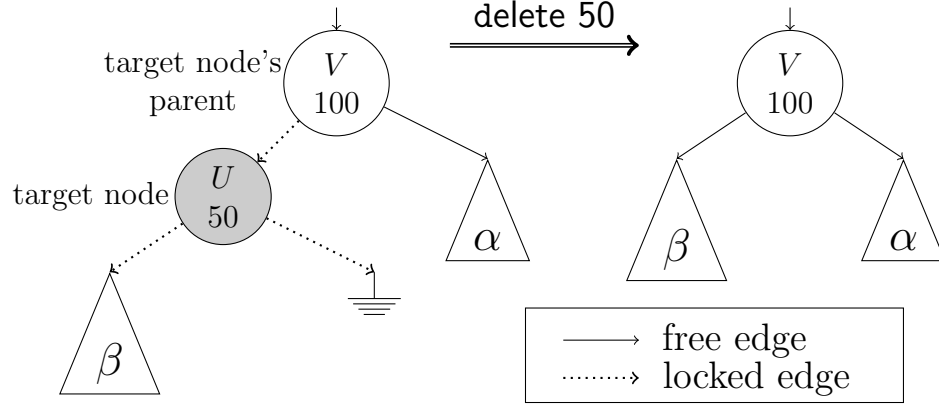 delete 50
target node's
parent
V
100
target node
U
50
β
α
V
100
β
α
free edge
locked edge